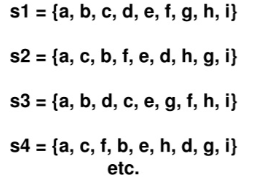 s1 = {a, b, c, d, e, f, g, h, i}
s2 = {a, c, b, f, e, d, h, g, i}
s3 = {a, b, d, c, e, g, f, h, i}
s4 = {a, c, f, b, e, h, d, g, i}
etc.